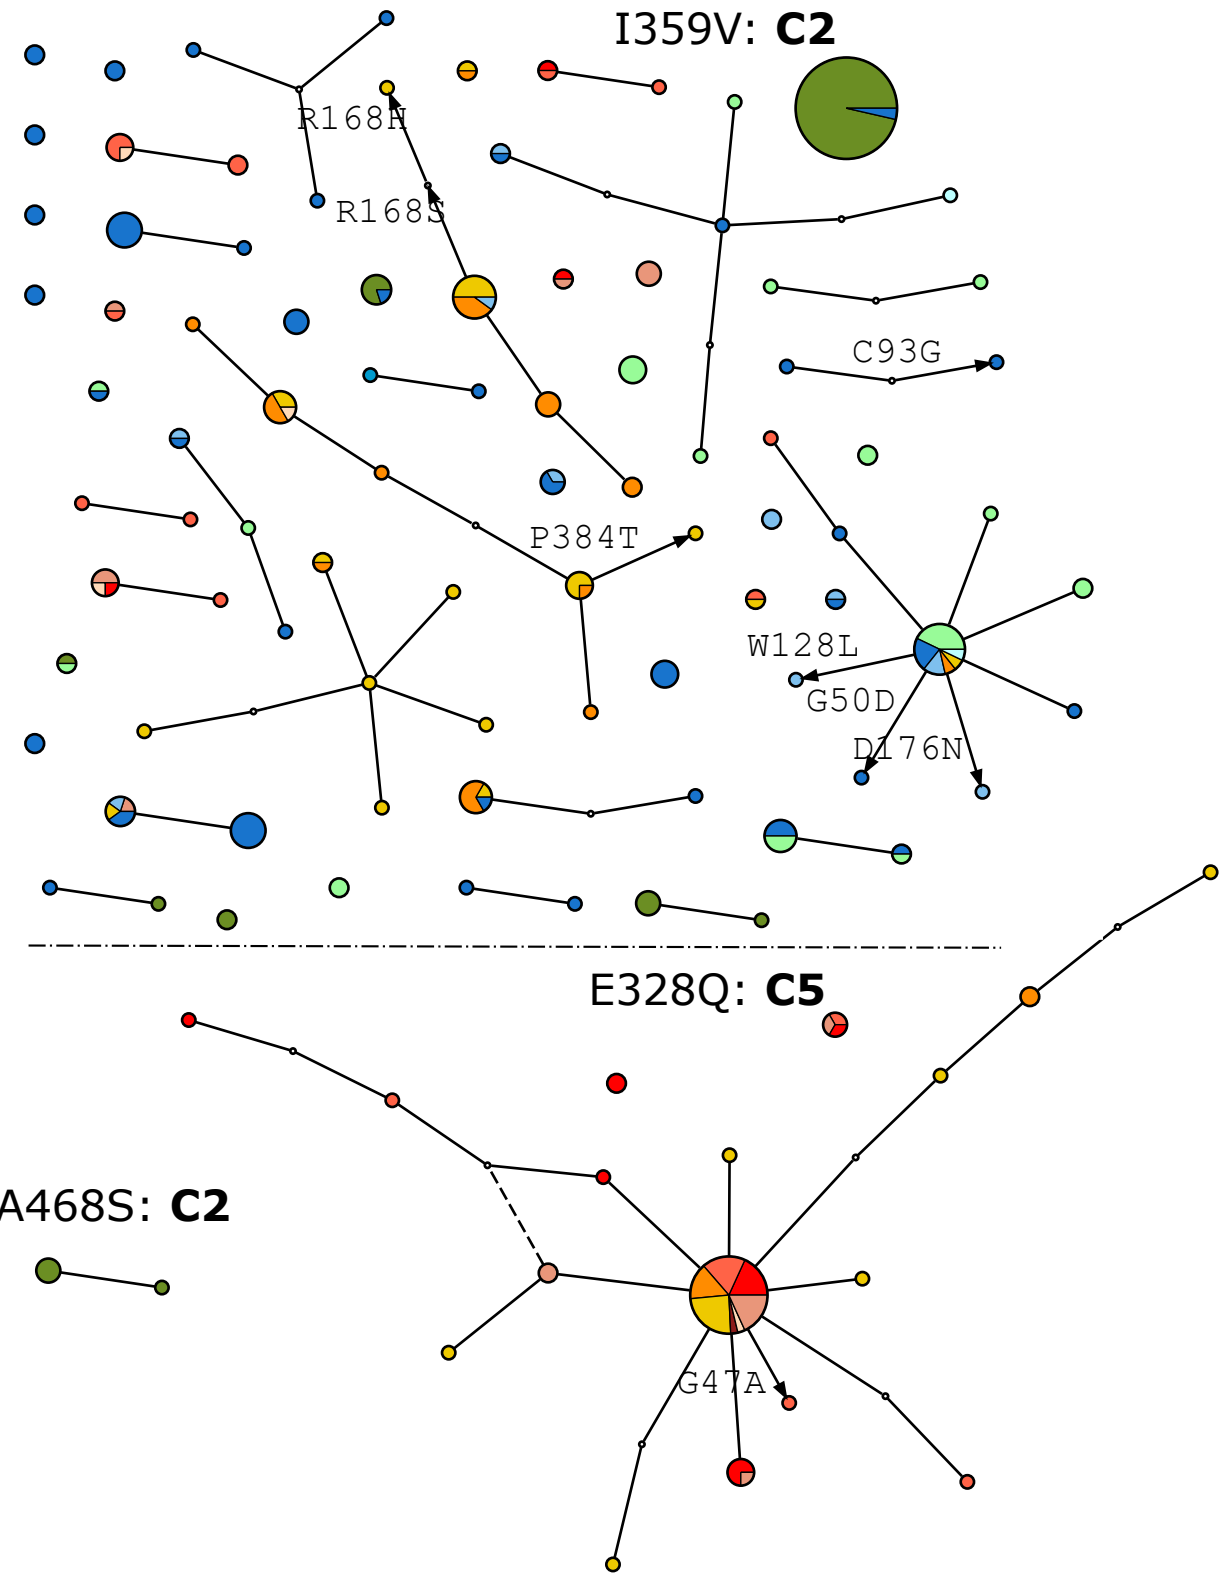 I359V: C2
R168H
R168S
C93G
P384T
W128L
G50D
D176N
E328Q: C5
A468S: C2
G47A